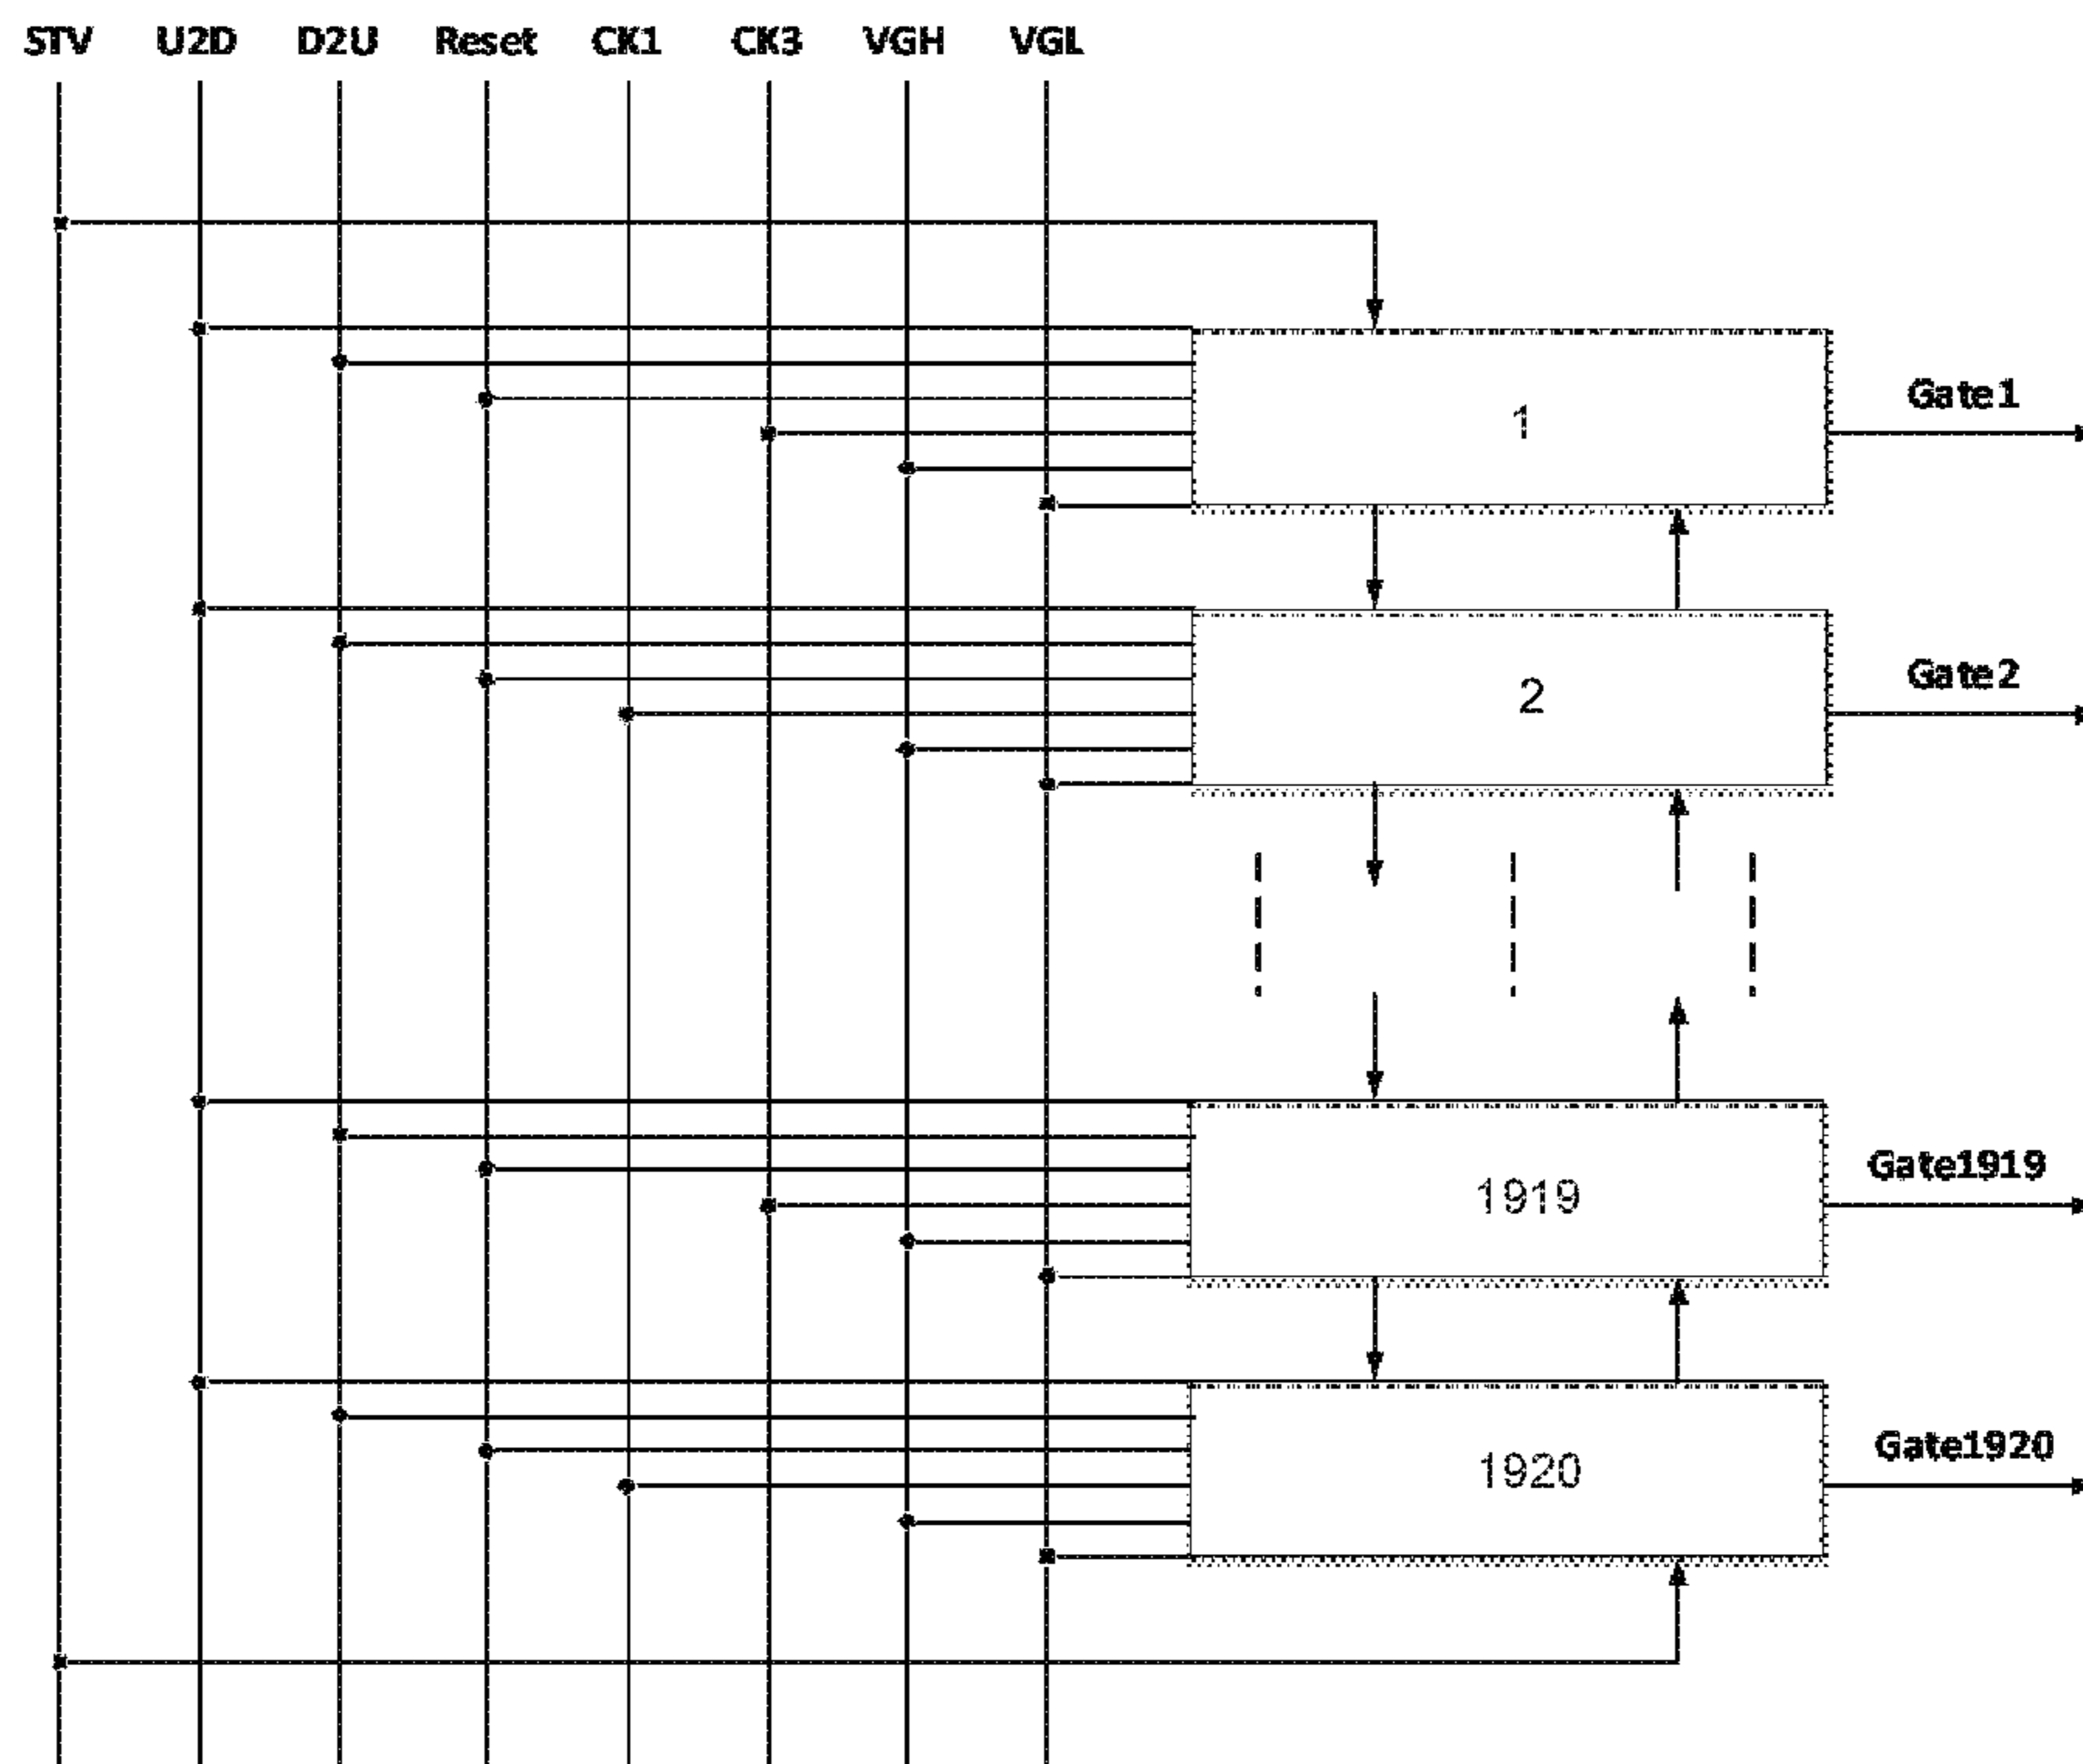 STV U2D D2U Reset CK1 CK3 VGH VGL
1
Gate1
2
Gate2
1919
Gate1919
1920
Gate1920